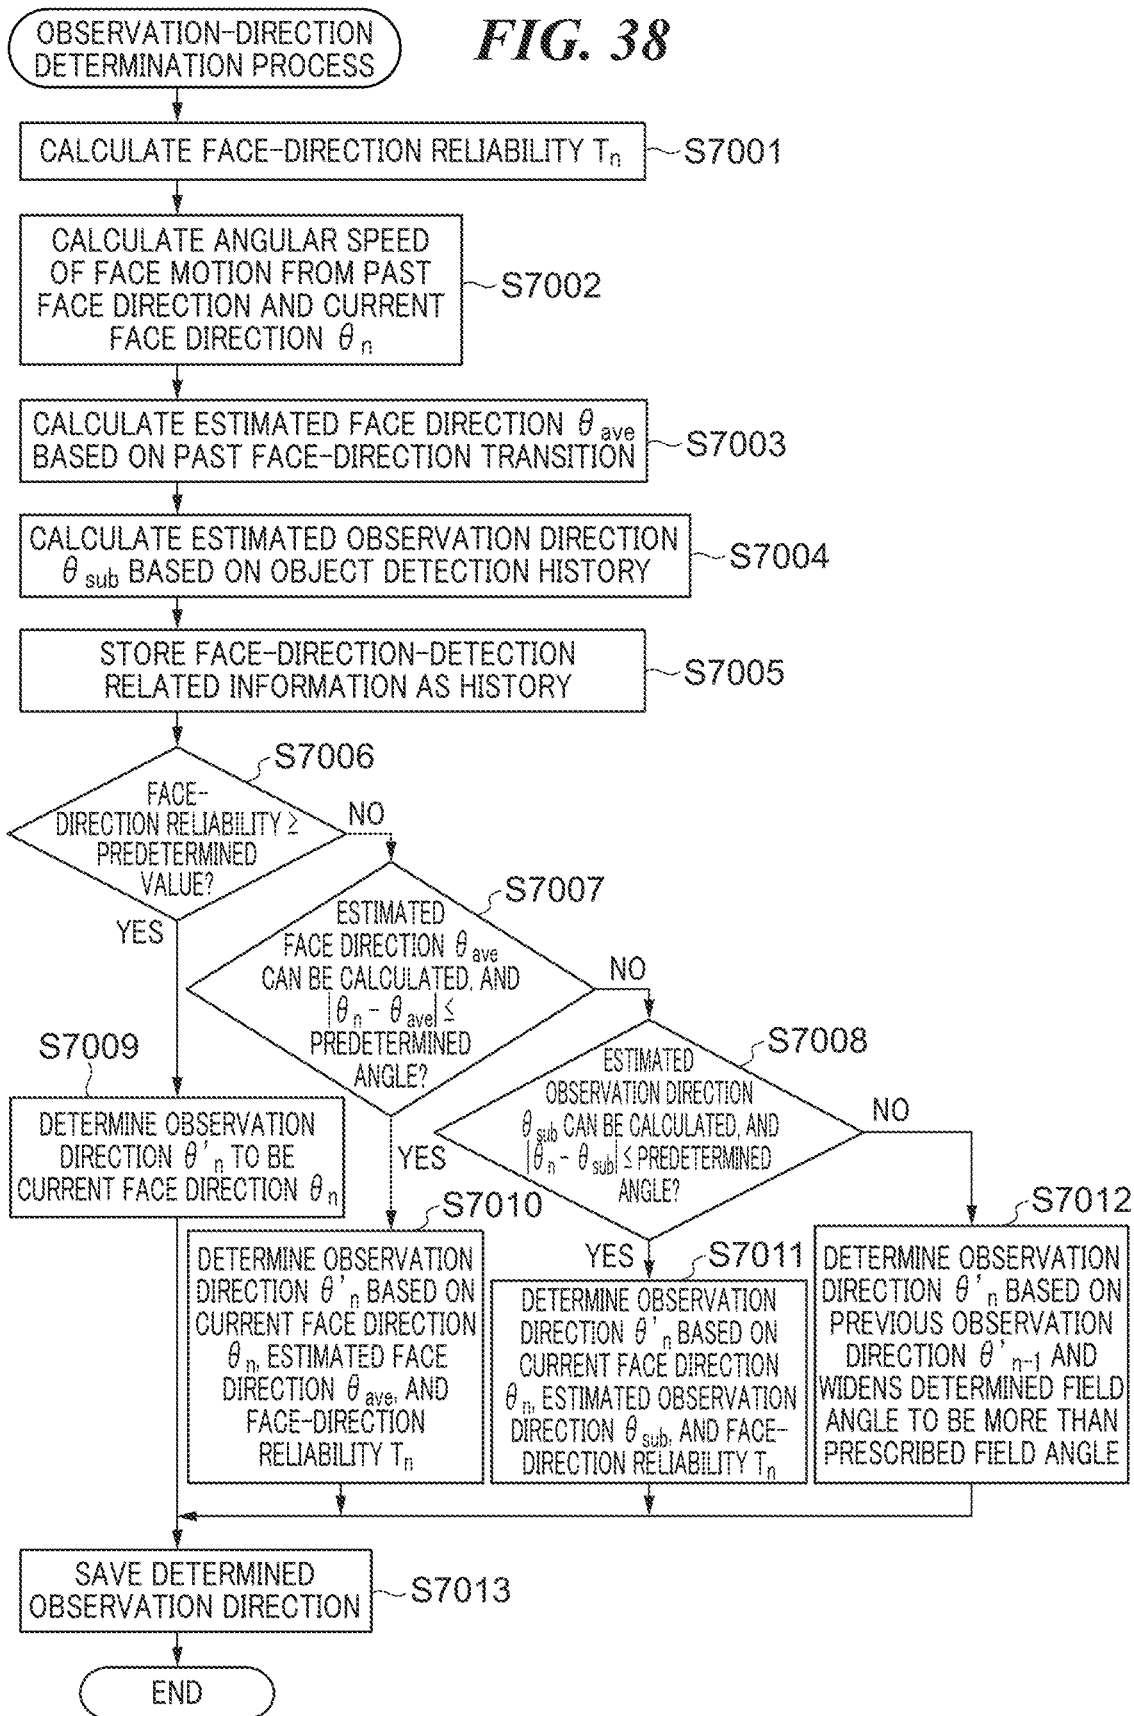 FIG. 38
OBSERVATION-DIRECTION
DETERMINATION PROCESS
CALCULATE FACE-DIRECTION RELIABILITY Tn
S7001
CALCULATE ANGULAR SPEED
OF FACE MOTION FROM PAST
FACE DIRECTION AND CURRENT
FACE DIRECTION θn
S7002
CALCULATE ESTIMATED FACE DIRECTION θave
BASED ON PAST FACE-DIRECTION TRANSITION
S7003
CALCULATE ESTIMATED OBSERVATION DIRECTION
θsub BASED ON OBJECT DETECTION HISTORY
S7004
STORE FACE-DIRECTION-DETECTION
RELATED INFORMATION AS HISTORY
S7005
S7006
FACE-
DIRECTION RELIABILITY ≥
PREDETERMINED
VALUE?
NO
YES
S7007
ESTIMATED
FACE DIRECTION θave
CAN BE CALCULATED, AND
|θn - θave| ≤
PREDETERMINED
ANGLE?
NO
YES
S7008
ESTIMATED
OBSERVATION DIRECTION
θsub CAN BE CALCULATED, AND
|θn - θsub| ≤ PREDETERMINED
ANGLE?
NO
YES
S7009
DETERMINE OBSERVATION
DIRECTION θ'n TO BE
CURRENT FACE DIRECTION θn
S7010
DETERMINE OBSERVATION
DIRECTION θ'n BASED ON
CURRENT FACE DIRECTION
θn, ESTIMATED FACE
DIRECTION θave, AND
FACE-DIRECTION
RELIABILITY Tn
S7011
DETERMINE OBSERVATION
DIRECTION θ'n BASED ON
CURRENT FACE DIRECTION
θn, ESTIMATED OBSERVATION
DIRECTION θsub, AND FACE-
DIRECTION RELIABILITY Tn
S7012
DETERMINE OBSERVATION
DIRECTION θ'n BASED ON
PREVIOUS OBSERVATION
DIRECTION θ'n-1 AND
WIDENS DETERMINED FIELD
ANGLE TO BE MORE THAN
PRESCRIBED FIELD ANGLE
SAVE DETERMINED
OBSERVATION DIRECTION
S7013
END